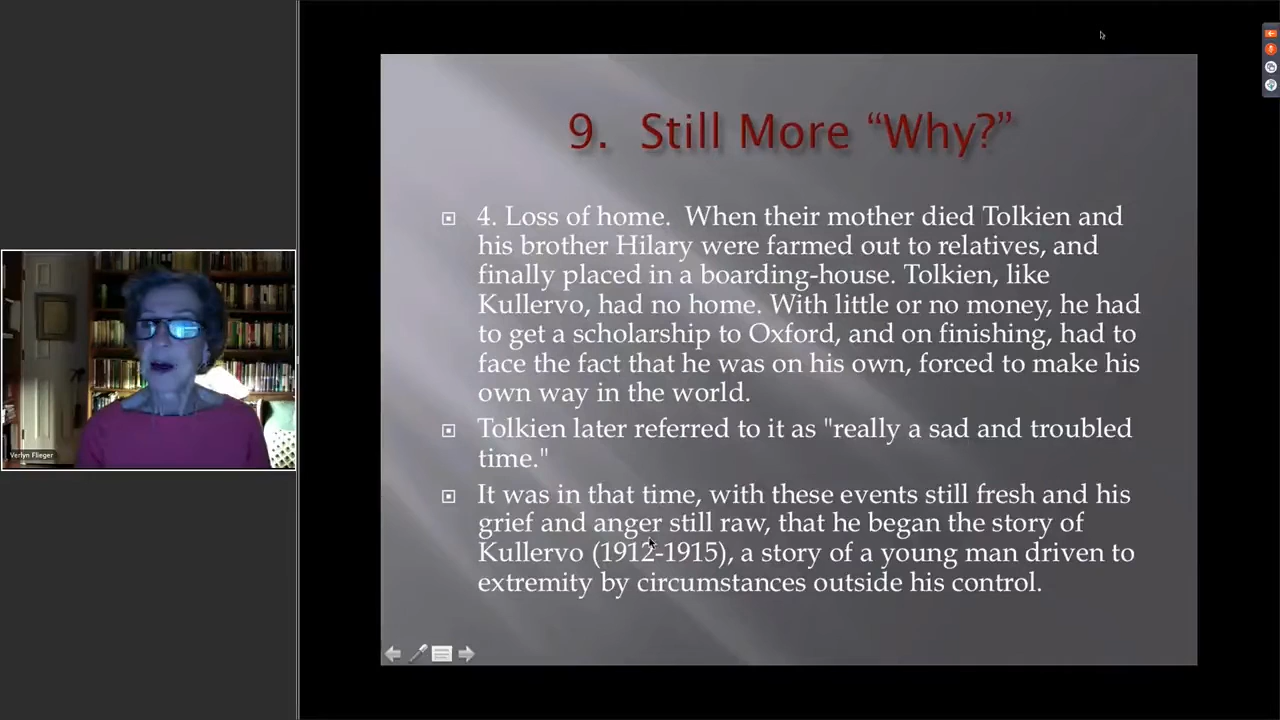 9. Still More “Why?”
4. Loss of home. When their mother died Tolkien and
his brother Hilary were farmed out to relatives, and
finally placed in a boarding-house. Tolkien, like
Kullervo, had no home. With little or no money, he had
to get a scholarship to Oxford, and on finishing, had to
face the fact that he was on his own, forced to make his
own way in the world.
Tolkien later referred to it as "really a sad and troubled
time."
It was in that time, with these events still fresh and his
grief and anger still raw, that he began the story of
Kullervo (1912-1915), a story of a young man driven to
extremity by circumstances outside his control.
Verlyn Flieger